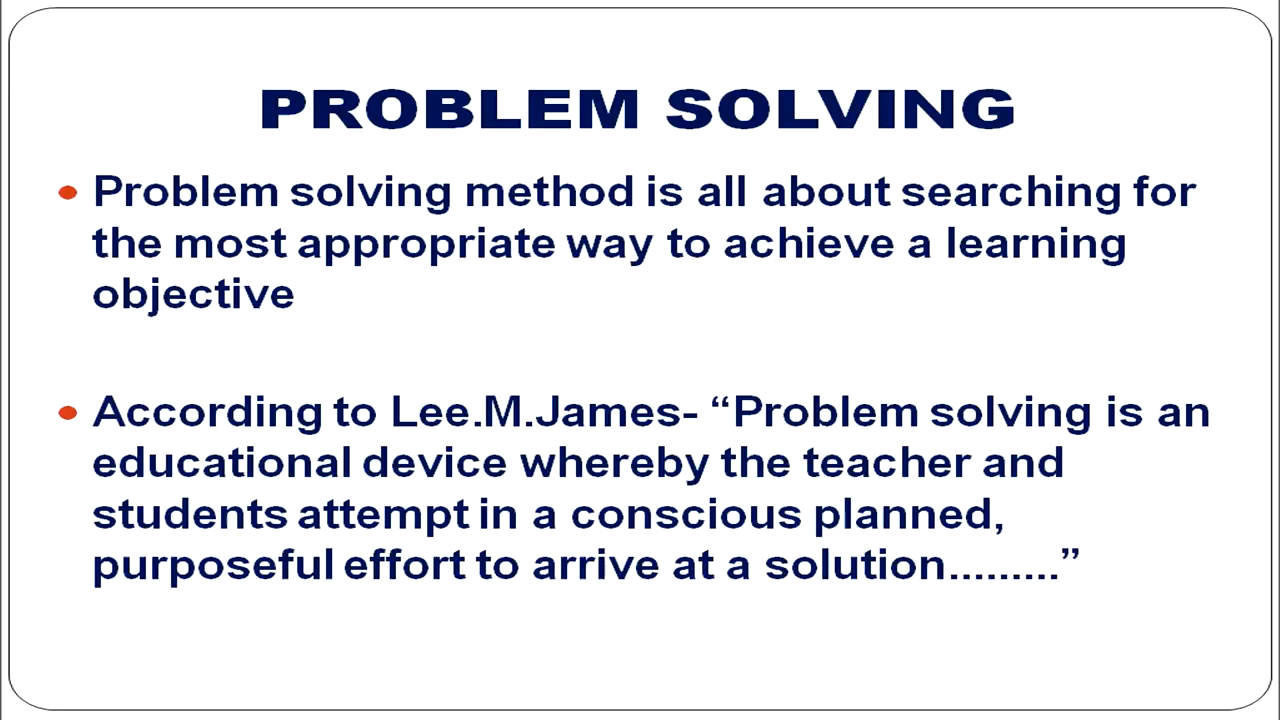 PROBLEM SOLVING
• Problem solving method is all about searching for
the most appropriate way to achieve a learning
objective
• According to Lee.M.James- “Problem solving is an
educational device whereby the teacher and
students attempt in a conscious planned,
purposeful effort to arrive at a solution.........”